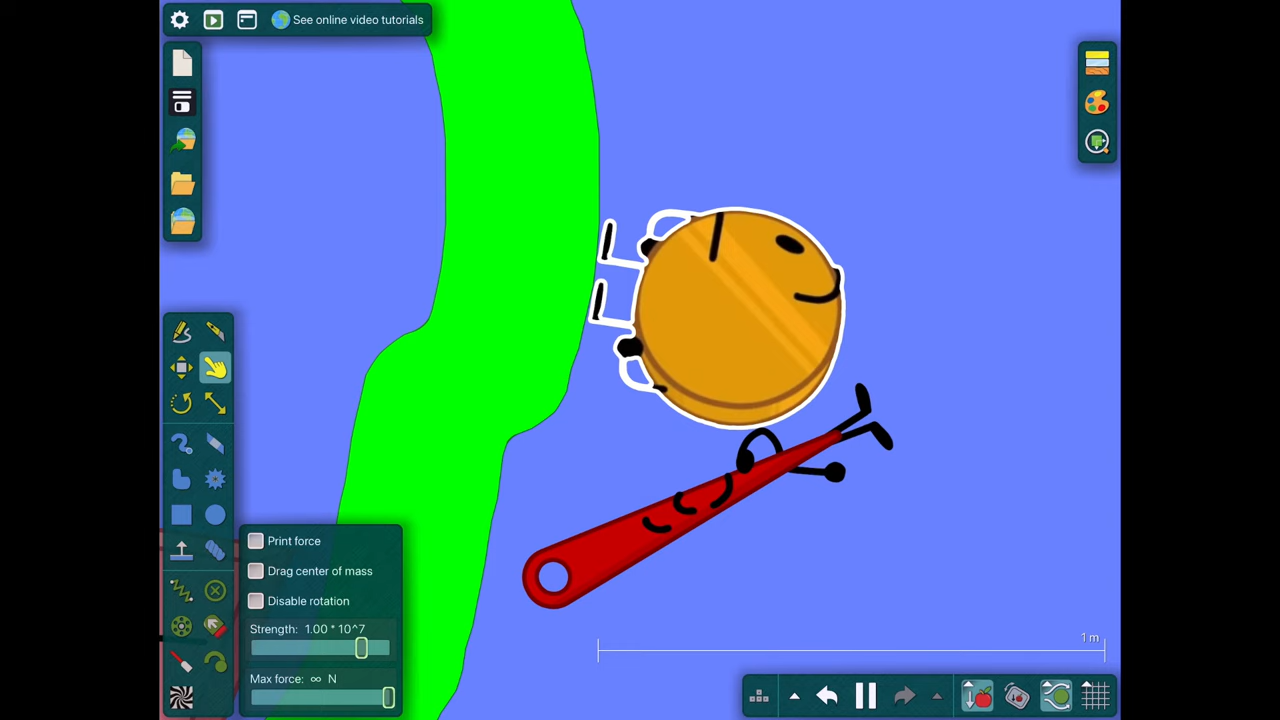 See online video tutorials
Print force
Drag center of mass
Disable rotation
Strength: 1.00 * 10^7
Max force: ∞ N
1 m